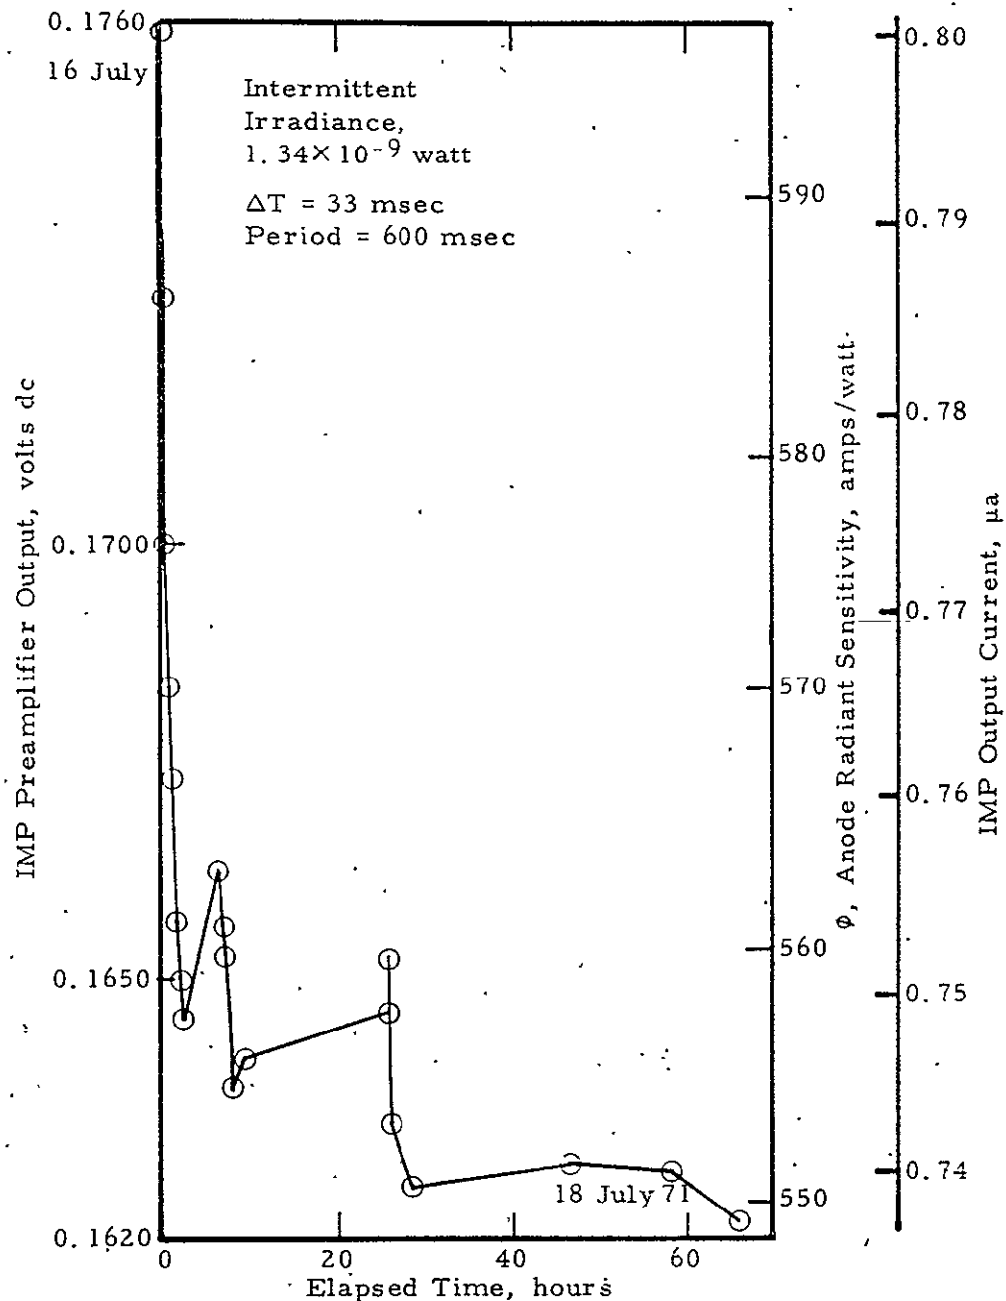 0.1760
16 July
Intermittent
Irradiance,
1.34×10⁻⁹ watt
ΔT = 33 msec
Period = 600 msec
IMP Preamplifier Output, volts dc
0.1700
0.1650
0.1620
0
20
40
60
Elapsed Time, hours
18 July 71
590
580
570
560
550
φ, Anode Radiant Sensitivity, amps/watt
0.80
0.79
0.78
0.77
0.76
0.75
0.74
IMP Output Current, μa